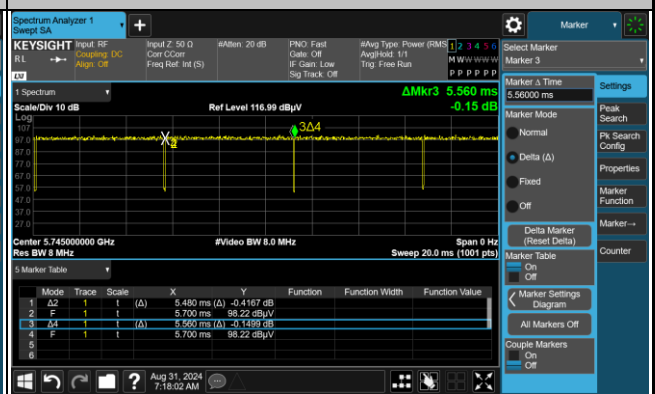 Spectrum Analyzer 1
Swept SA
Marker
KEYSIGHT
RL
Input: RF
Coupling: DC
Align: Off
Input Z: 50 Ω
Corr CCorr
Freq Ref: Int (S)
#Atten: 20 dB
PNO: Fast
Gate: Off
IF Gain: Low
Sig Track: Off
#Avg Type: Power (RMS
Avg|Hold: 1/1
Trig: Free Run
1 2 3 4 5 6
M W W W W W
P P P P P P
LXI
Select Marker
Marker 3
1 Spectrum
ΔMkr3 5.560 ms
-0.15 dB
Scale/Div 10 dB
Ref Level 116.99 dBµV
Log
107
97.0
87.0
77.0
67.0
57.0
47.0
37.0
27.0
3Δ4
Center 5.745000000 GHz
Res BW 8 MHz
#Video BW 8.0 MHz
Span 0 Hz
Sweep 20.0 ms (1001 pts)
5 Marker Table
Mode Trace Scale X Y Function Function Width Function Value
1 Δ2 1 t (Δ) 5.480 ms (Δ) -0.4167 dB
2 F 1 t 5.700 ms 98.22 dBµV
3 Δ4 1 t (Δ) 5.560 ms (Δ) -0.1499 dB
4 F 1 t 5.700 ms 98.22 dBµV
5
6
Marker Δ Time
5.56000 ms
Marker Mode
Normal
Delta (Δ)
Fixed
Off
Delta Marker
(Reset Delta)
Marker Table
On
Off
Marker Settings
Diagram
All Markers Off
Couple Markers
On
Off
Settings
Peak
Search
Pk Search
Config
Properties
Marker
Function
Marker→
Counter
Aug 31, 2024
7:18:02 AM